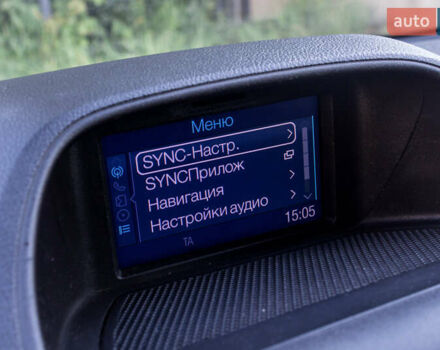 auto
Меню
SYNC-Настр.
SYNCПрилож
Навигация
Настройки аудио
15:05
TA